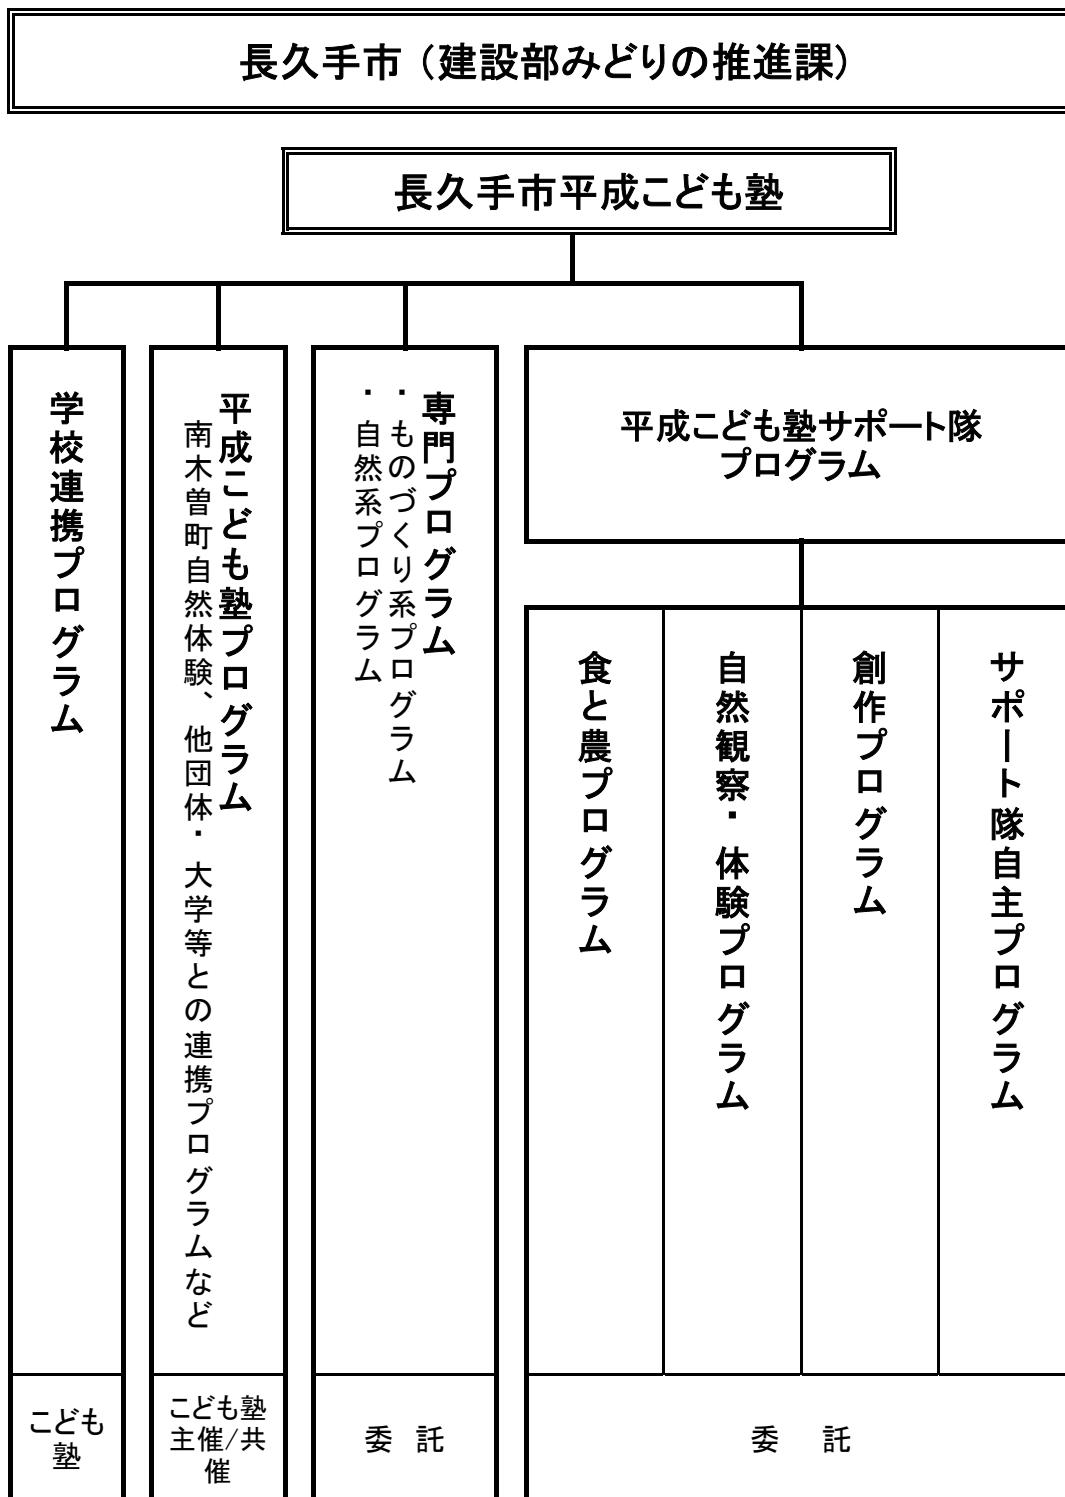 長久手市（建設部みどりの推進課）
長久手市平成こども塾
学校連携プログラム
平成こども塾プログラム
南木曽町自然体験、他団体・大学等との連携プログラムなど
専門プログラム
・ものづくり系プログラム
・自然系プログラム
平成こども塾サポート隊
プログラム
食と農プログラム
自然観察・体験プログラム
創作プログラム
サポート隊自主プログラム
こども
塾
こども塾
主催/共
催
委 託
委 託